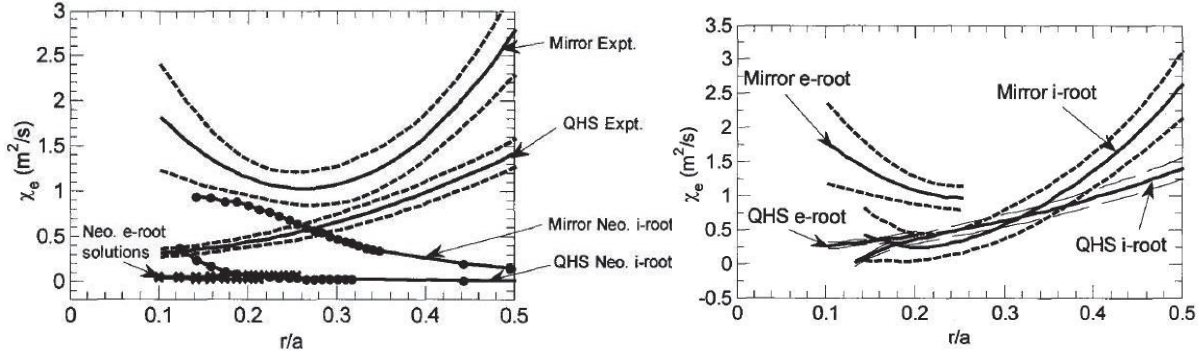 3
2.5
2
1.5
1
0.5
0
χe (m²/s)
Mirror Expt.
QHS Expt.
Neo. e-root
solutions
Mirror Neo. i-root
QHS Neo. i-root
0 0.1 0.2 0.3 0.4 0.5
r/a
3.5
3
2.5
2
1.5
1
0.5
0
0.5
χe (m²/s)
Mirror e-root
Mirror i-root
QHS e-root
QHS i-root
0 0.1 0.2 0.3 0.4 0.5
r/a